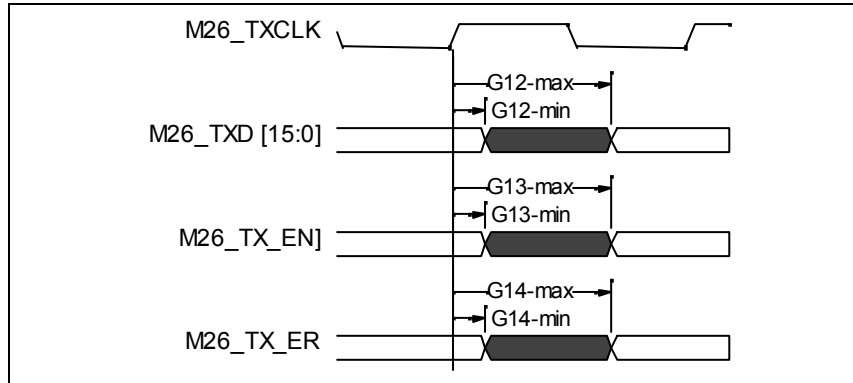 M26_TXCLK
G12-max
G12-min
M26_TXD [15:0]
G13-max
G13-min
M26_TX_EN]
G14-max
G14-min
M26_TX_ER